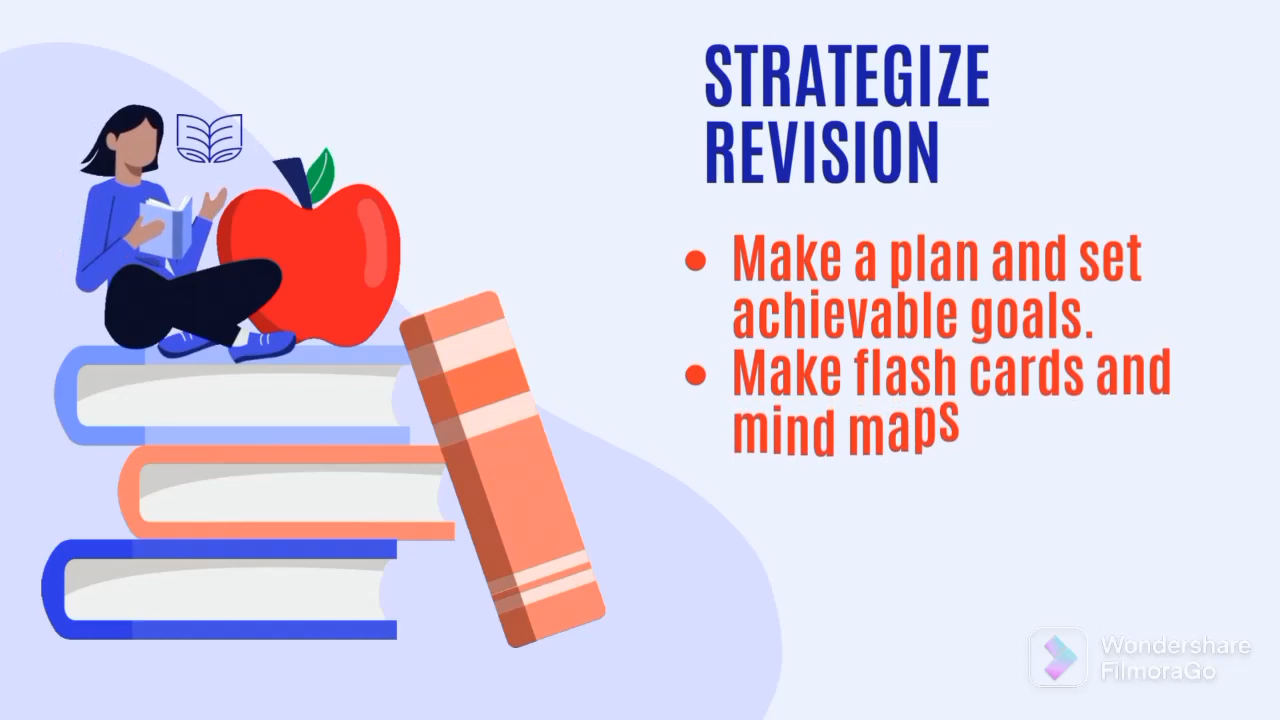 STRATEGIZE
REVISION
Make a plan and set
achievable goals.
Make flash cards and
mind maps
Wondershare
FilmoraGo